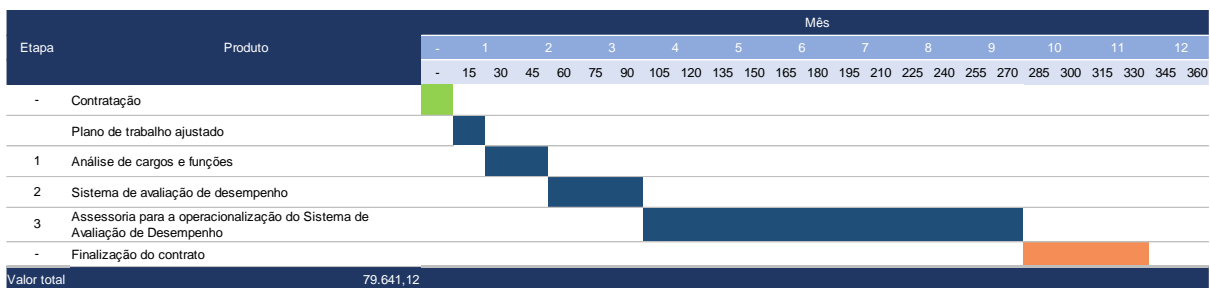 Mês
Etapa Produto - 1 2 3 4 5 6 7 8 9 10 11 12
- 15 30 45 60 75 90 105 120 135 150 165 180 195 210 225 240 255 270 285 300 315 330 345 360
- Contratação
Plano de trabalho ajustado
1 Análise de cargos e funções
2 Sistema de avaliação de desempenho
3 Assessoria para a operacionalização do Sistema de
Avaliação de Desempenho
- Finalização do contrato
Valor total 79.641,12